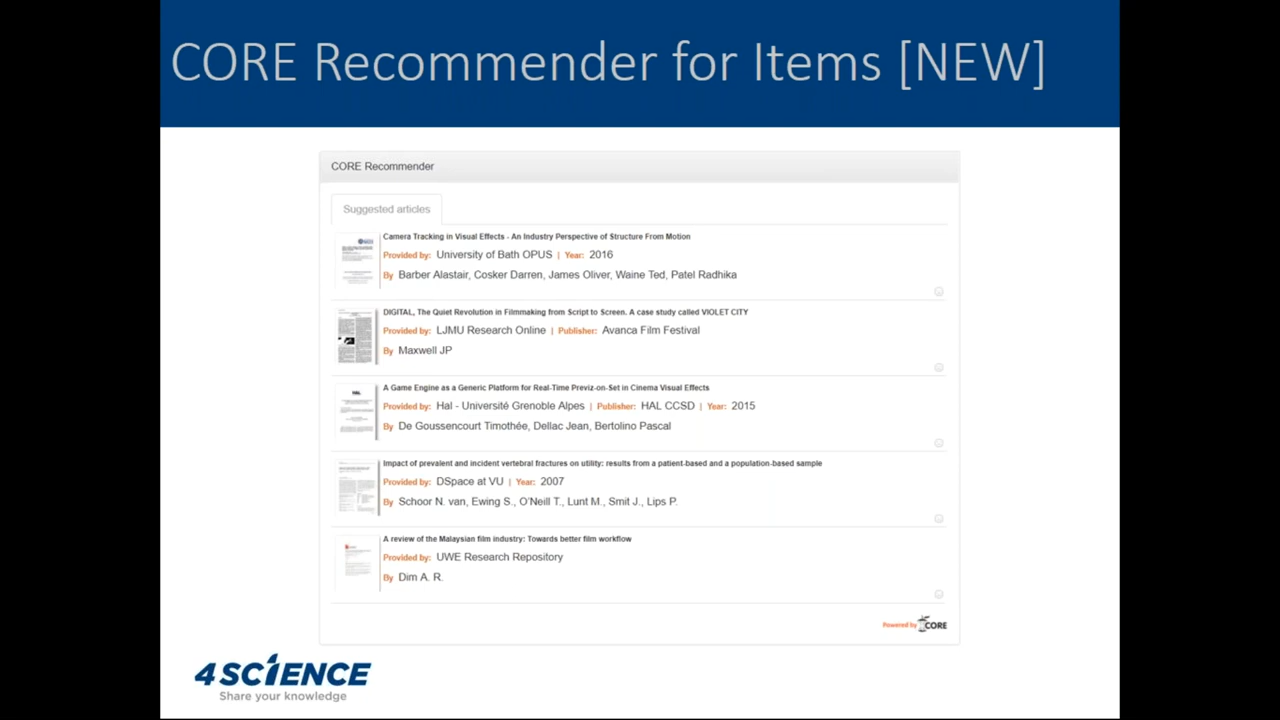 CORE Recommender for Items [NEW]
CORE Recommender
Suggested articles
Camera Tracking in Visual Effects - An Industry Perspective of Structure From Motion
Provided by: University of Bath OPUS | Year: 2016
By Barber Alastair, Cosker Darren, James Oliver, Waine Ted, Patel Radhika
DIGITAL, The Quiet Revolution in Filmmaking from Script to Screen. A case study called VIOLET CITY
Provided by: LJMU Research Online | Publisher: Avanca Film Festival
By Maxwell JP
A Game Engine as a Generic Platform for Real-Time Previz-on-Set in Cinema Visual Effects
Provided by: Hal - Université Grenoble Alpes | Publisher: HAL CCSD | Year: 2015
By De Goussencourt Timothée, Dellac Jean, Bertolino Pascal
Impact of prevalent and incident vertebral fractures on utility: results from a patient-based and a population-based sample
Provided by: DSpace at VU | Year: 2007
By Schoor N. van, Ewing S., O'Neill T., Lunt M., Smit J., Lips P.
A review of the Malaysian film industry: Towards better film workflow
Provided by: UWE Research Repository
By Dim A. R.
Powered by CORE
4SCIENCE
Share your knowledge